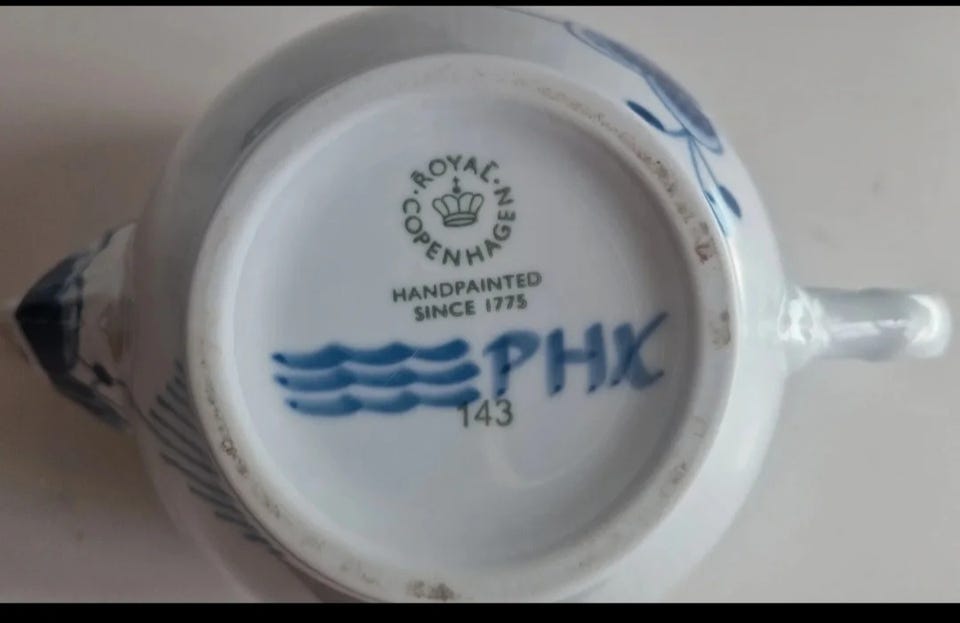 ROYAL · COPENHAGEN ·
HANDPAINTED
SINCE 1775
PHK
143